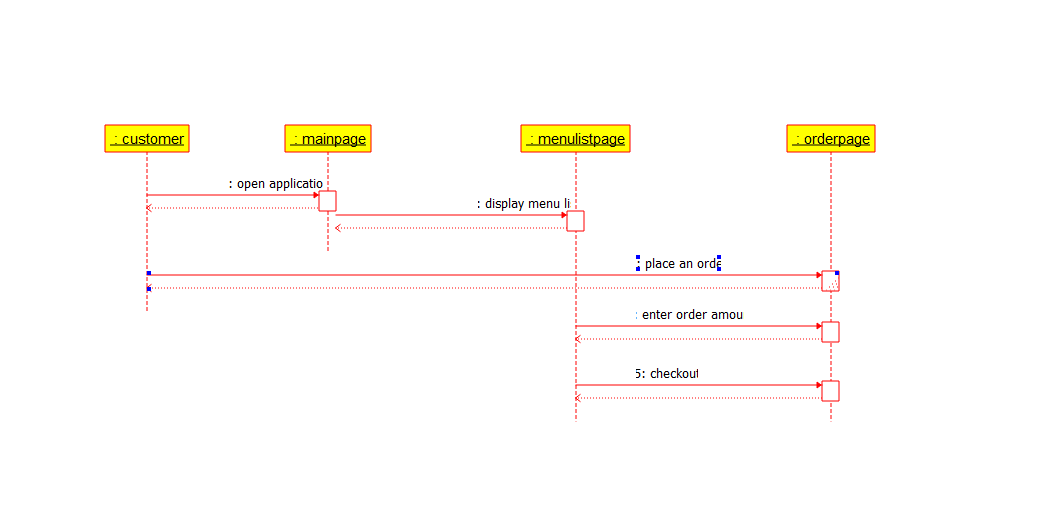 : customer
: mainpage
: menulistpage
: orderpage
: open applicatio
: display menu li
: place an orde
: enter order amou
5: checkout